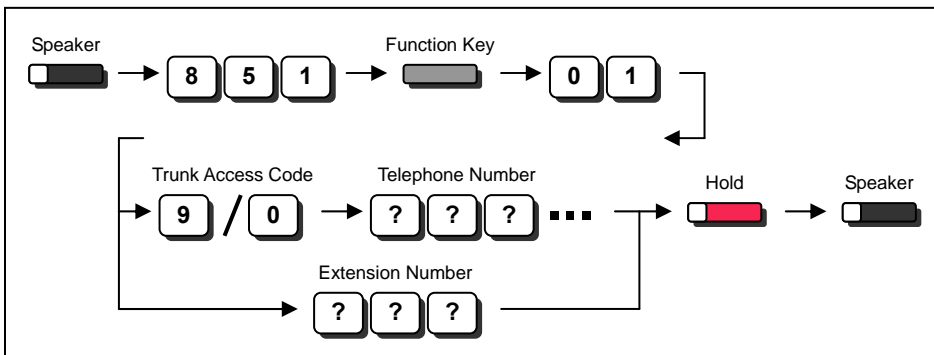 Speaker
Function Key
8 5 1
0 1
Trunk Access Code
Telephone Number
Hold
Speaker
9 / 0
? ? ? ...
Extension Number
? ? ?